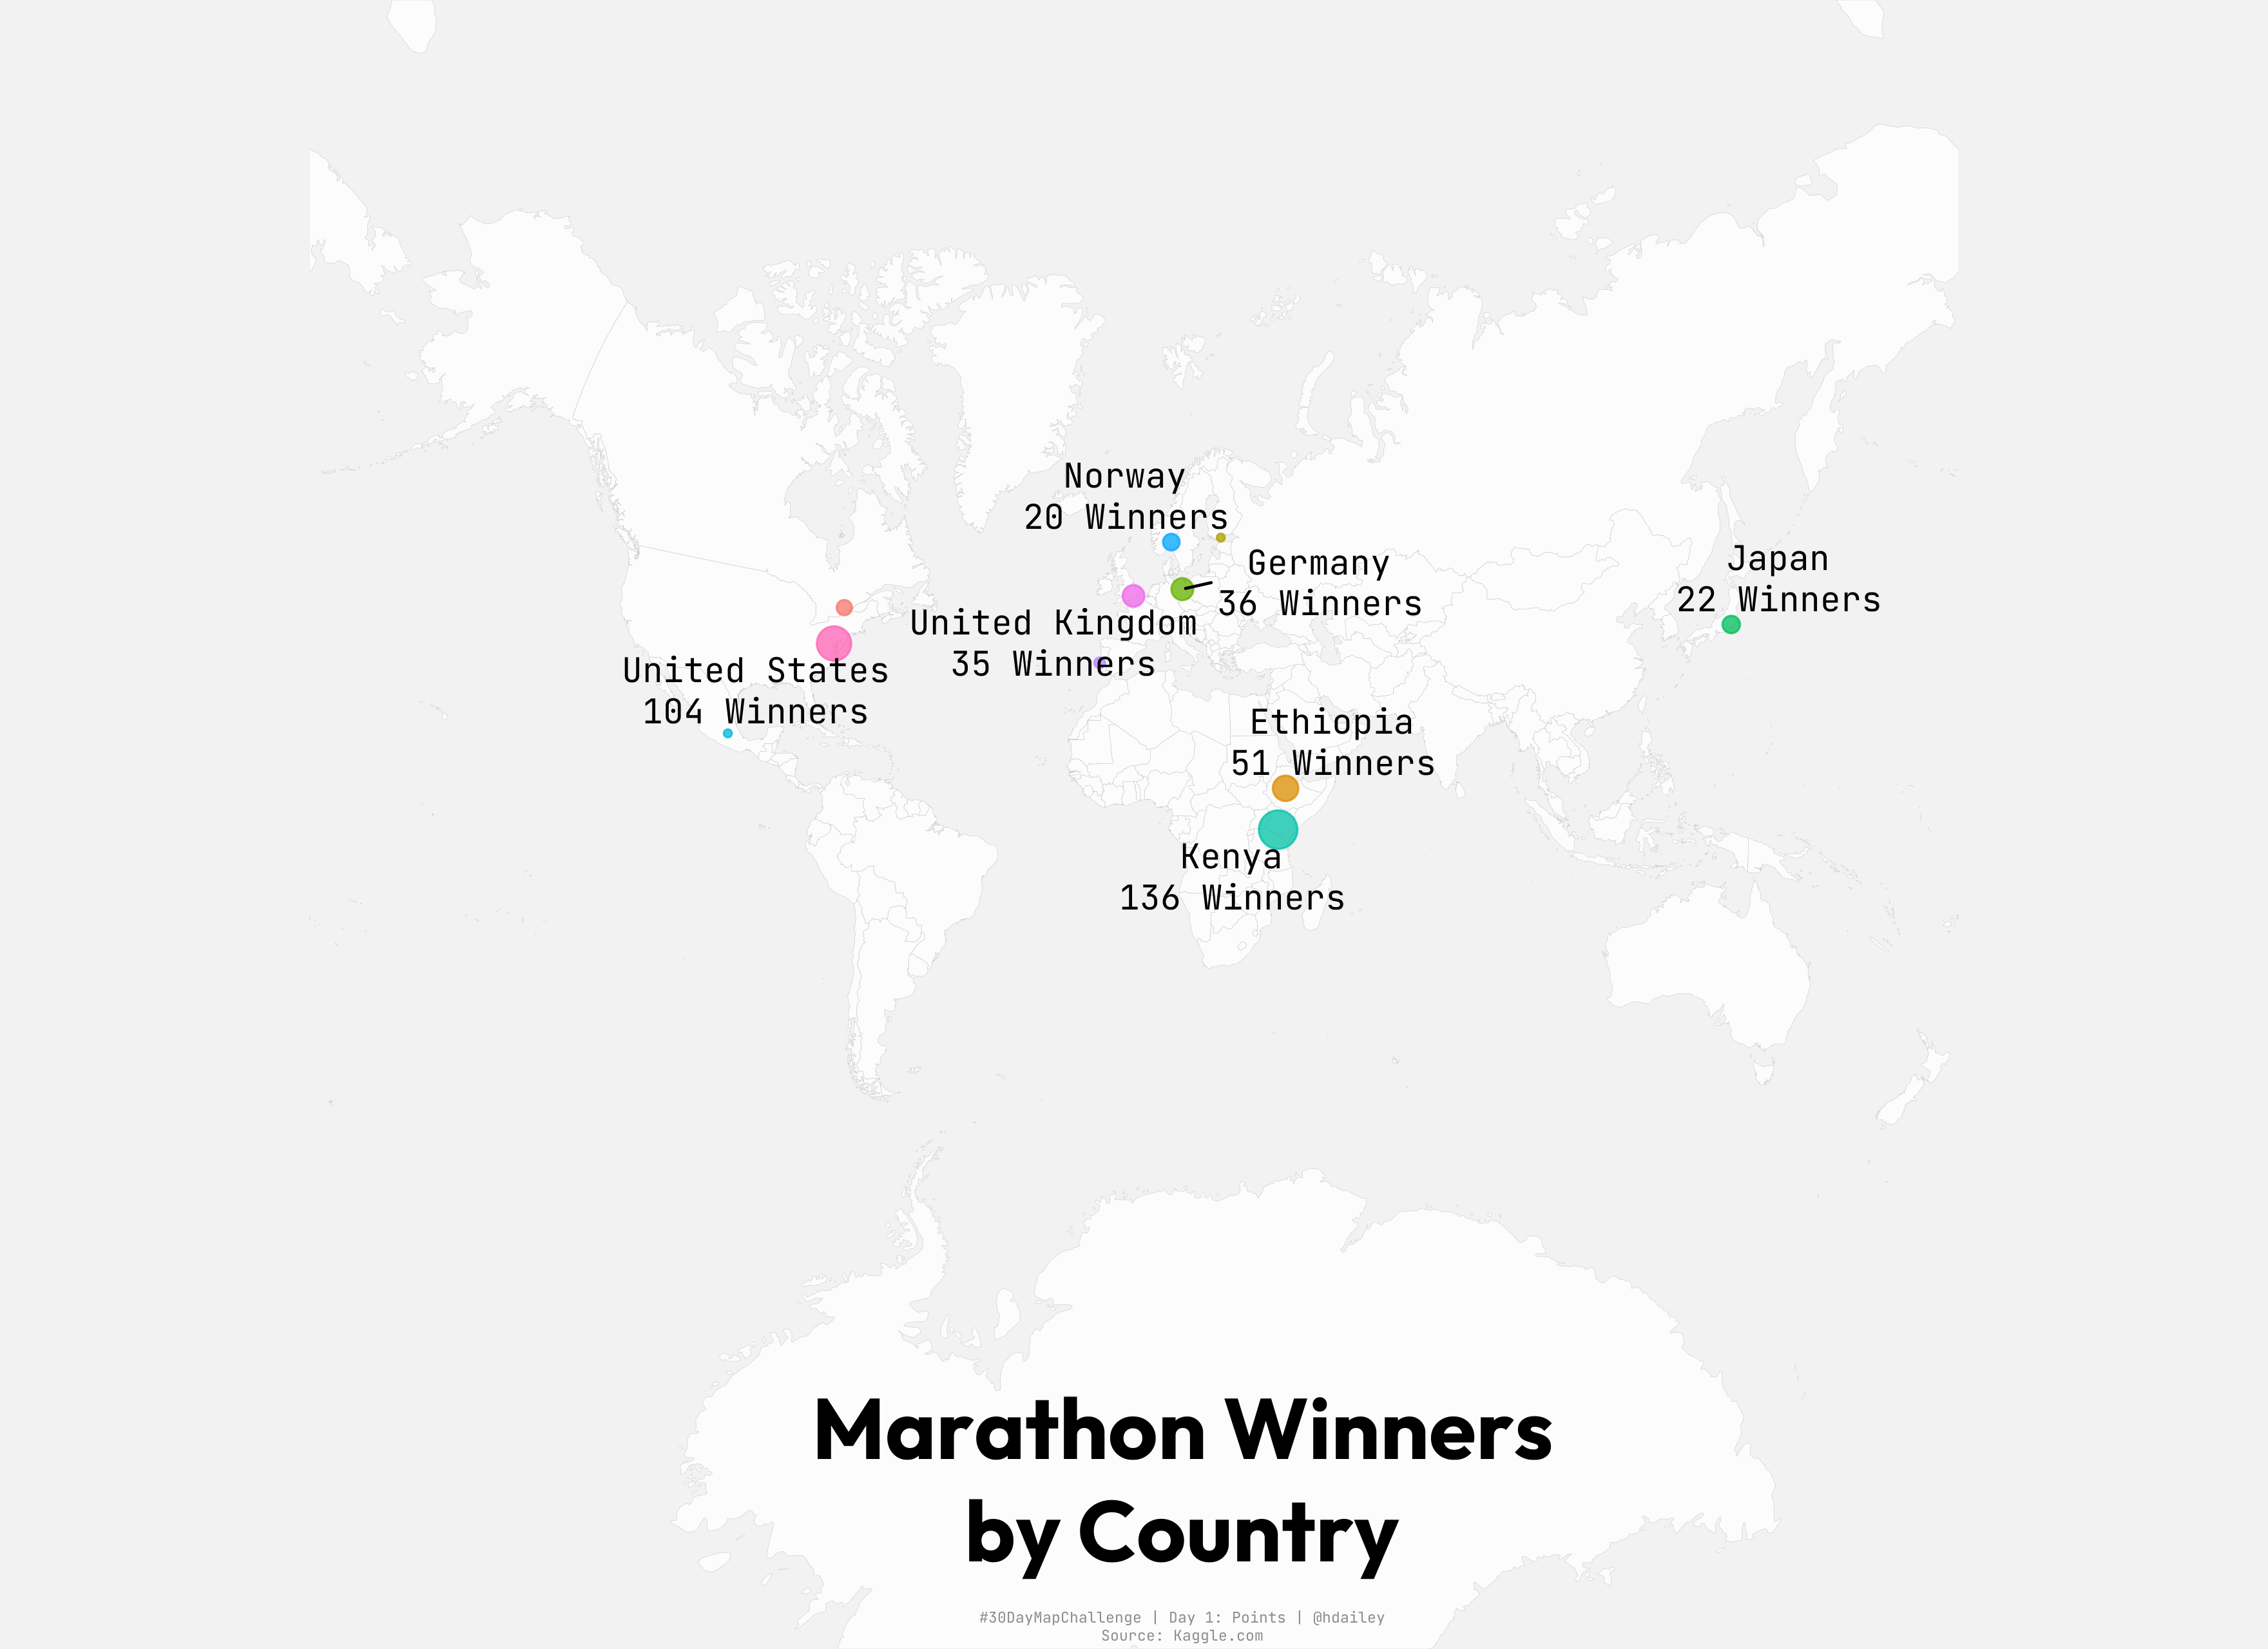 Norway
20 Winners
Germany
36 Winners
Japan
22 Winners
United Kingdom
35 Winners
United States
104 Winners
Ethiopia
51 Winners
Kenya
136 Winners
Marathon Winners
by Country
#30DayMapChallenge | Day 1: Points | @hdailey
Source: Kaggle.com